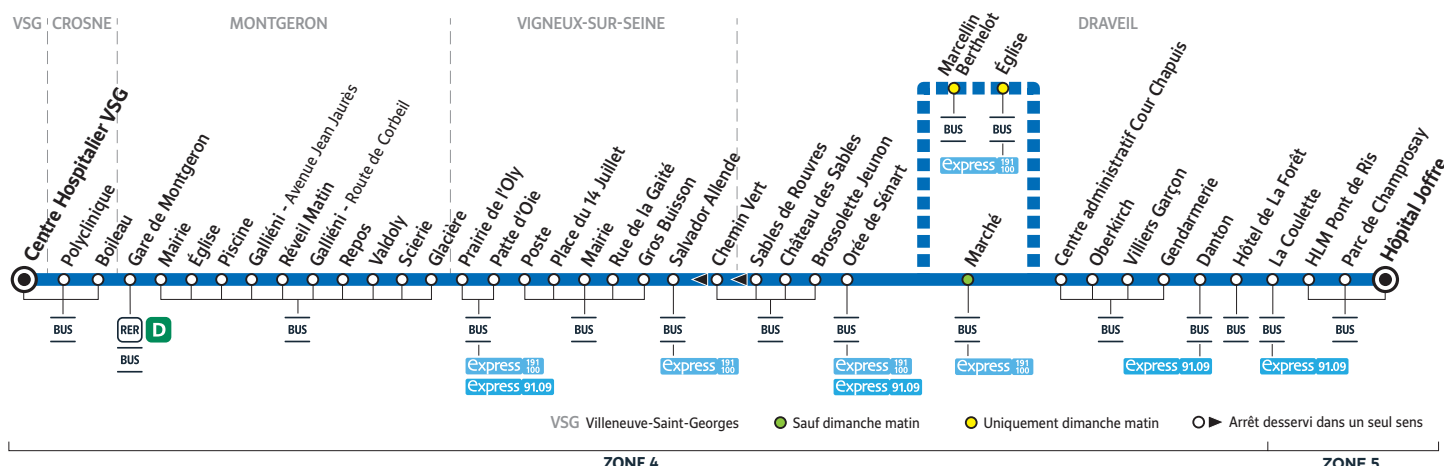 VSG
CROSNE
MONTGERON
VIGNEUX-SUR-SEINE
DRAVEIL
Centre Hospitalier VSG
Polyclinique
Boileau
Gare de Montgeron
Mairie
Église
Piscine
Galliéni - Avenue Jean Jaurès
Réveil Matin
Galliéni - Route de Corbeil
Repos
Valdoly
Scierie
Glacière
Prairie de l'Oly
Patte d'Oie
Poste
Place du 14 Juillet
Mairie
Rue de la Gaité
Gros Buisson
Salvador Allende
Chemin Vert
Sables de Rouvres
Château des Sables
Brossolette Jeunon
Orée de Sénart
Marcellin
Berthelot
Église
BUS
BUS
express 191 100
Marché
Centre administratif Cour Chapuis
Oberkirch
Villiers Garçon
Gendarmerie
Danton
Hôtel de La Forêt
La Coulette
HLM Pont de Ris
Parc de Champrosay
Hôpital Joffre
BUS
RER D
BUS
BUS
BUS
express 191 100
express 91.09
BUS
BUS
express 191 100
BUS
BUS
express 191 100
express 91.09
BUS
express 191 100
BUS
BUS
express 91.09
BUS
BUS
express 91.09
BUS
VSG Villeneuve-Saint-Georges
Sauf dimanche matin
Uniquement dimanche matin
Arrêt desservi dans un seul sens
ZONE 4
ZONE 5